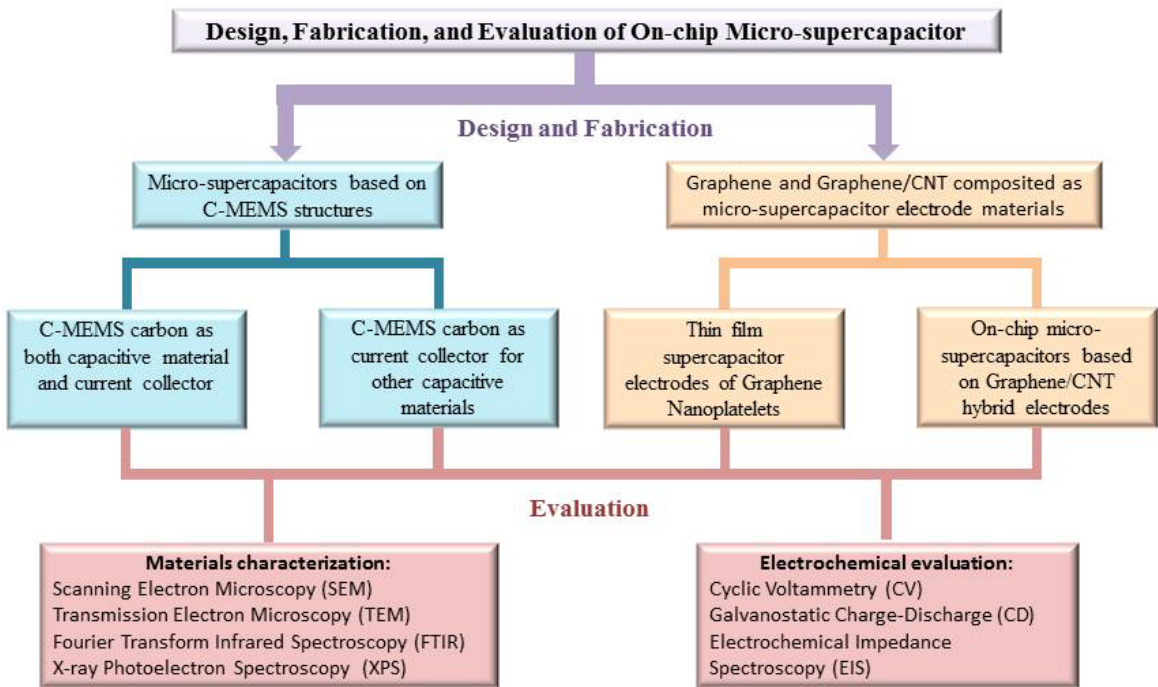 Design, Fabrication, and Evaluation of On-chip Micro-supercapacitor
Design and Fabrication
Micro-supercapacitors based on
C-MEMS structures
Graphene and Graphene/CNT composited as
micro-supercapacitor electrode materials
C-MEMS carbon as
both capacitive material
and current collector
C-MEMS carbon as
current collector for
other capacitive
materials
Thin film
supercapacitor
electrodes of Graphene
Nanoplatelets
On-chip micro-
supercapacitors based
on Graphene/CNT
hybrid electrodes
Evaluation
Materials characterization:
Scanning Electron Microscopy (SEM)
Transmission Electron Microscopy (TEM)
Fourier Transform Infrared Spectroscopy (FTIR)
X-ray Photoelectron Spectroscopy (XPS)
Electrochemical evaluation:
Cyclic Voltammetry (CV)
Galvanostatic Charge-Discharge (CD)
Electrochemical Impedance
Spectroscopy (EIS)